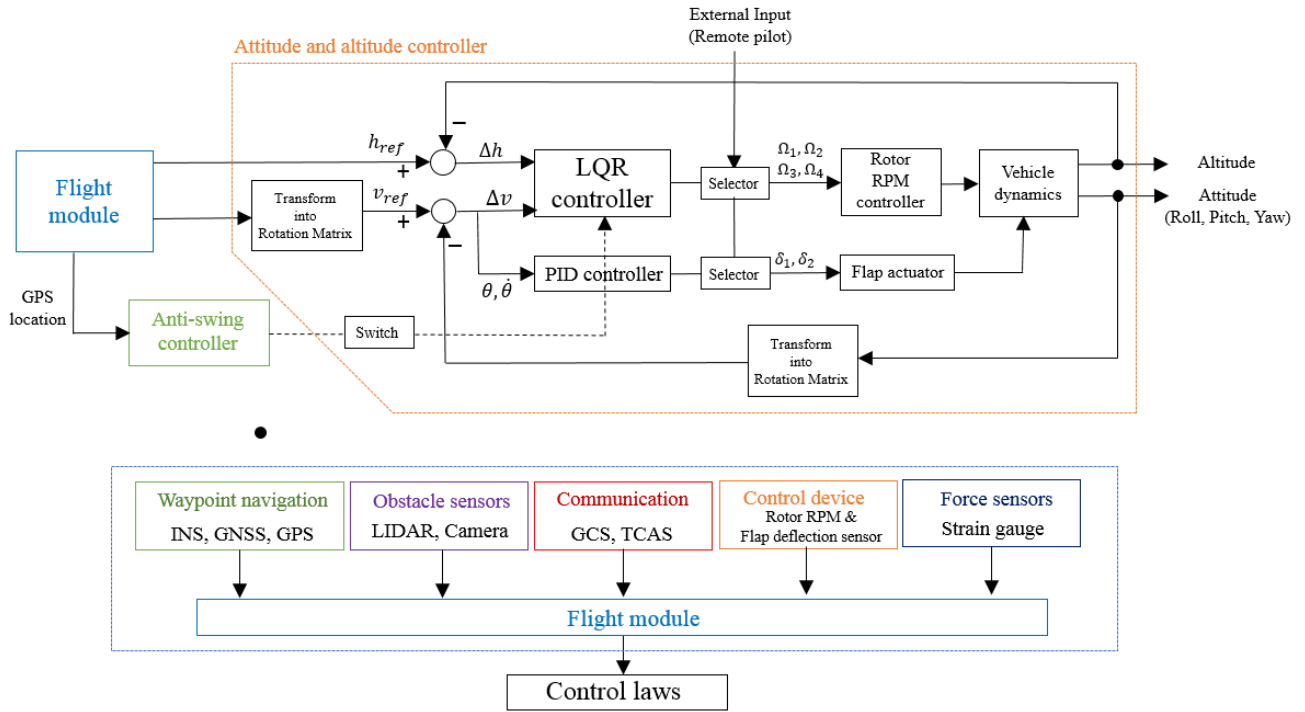 External Input
(Remote pilot)
Attitude and altitude controller
−
h_ref
+
Δh
LQR
controller
Selector
Ω₁, Ω₂
Ω₃, Ω₄
Rotor
RPM
controller
Vehicle
dynamics
Altitude
Attitude
(Roll, Pitch, Yaw)
Flight
module
Transform
into
Rotation Matrix
v_ref
+
−
Δv
θ, θ̇
PID controller
Selector
δ₁, δ₂
Flap actuator
GPS
location
Anti-swing
controller
Switch
Transform
into
Rotation Matrix
Waypoint navigation
INS, GNSS, GPS
Obstacle sensors
LIDAR, Camera
Communication
GCS, TCAS
Control device
Rotor RPM &
Flap deflection sensor
Force sensors
Strain gauge
Flight module
Control laws